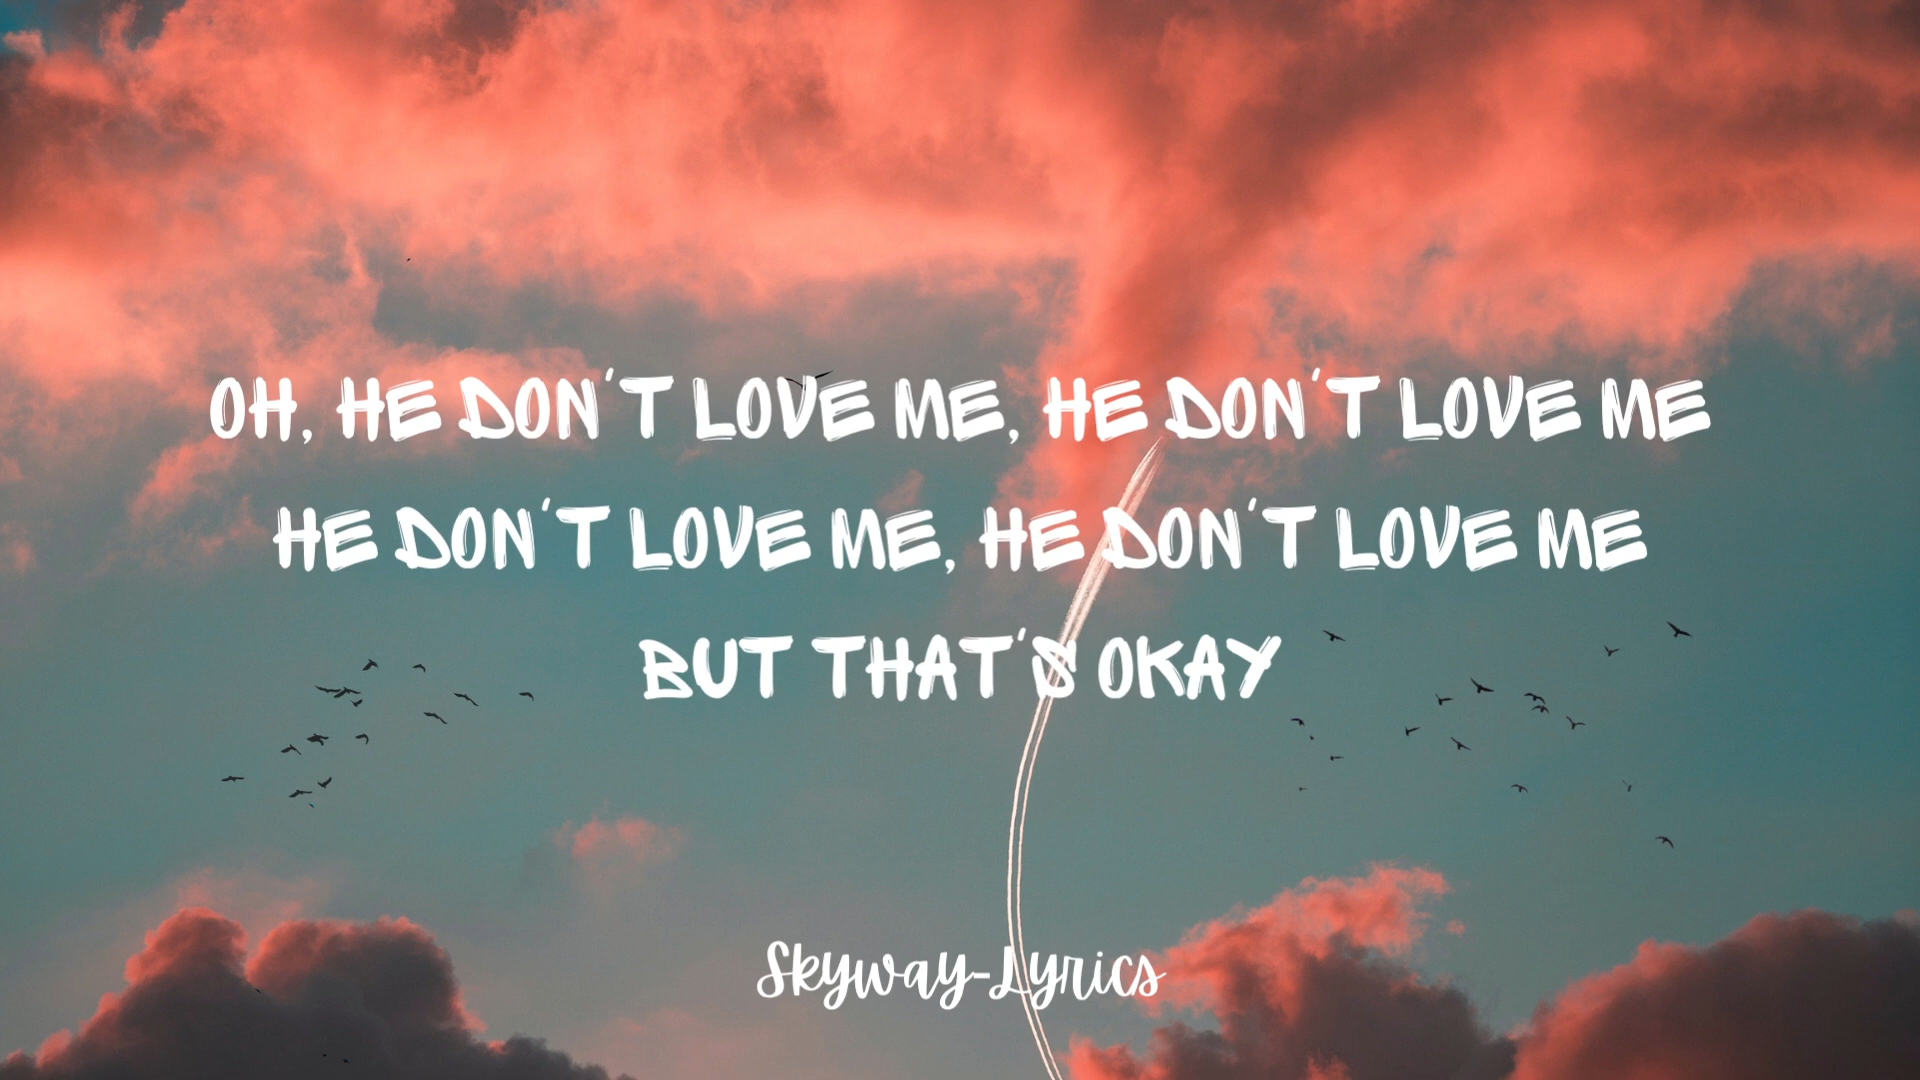 OH, HE DON'T LOVE ME, HE DON'T LOVE ME
HE DON'T LOVE ME, HE DON'T LOVE ME
BUT THAT'S OKAY
Skyway-Lyrics